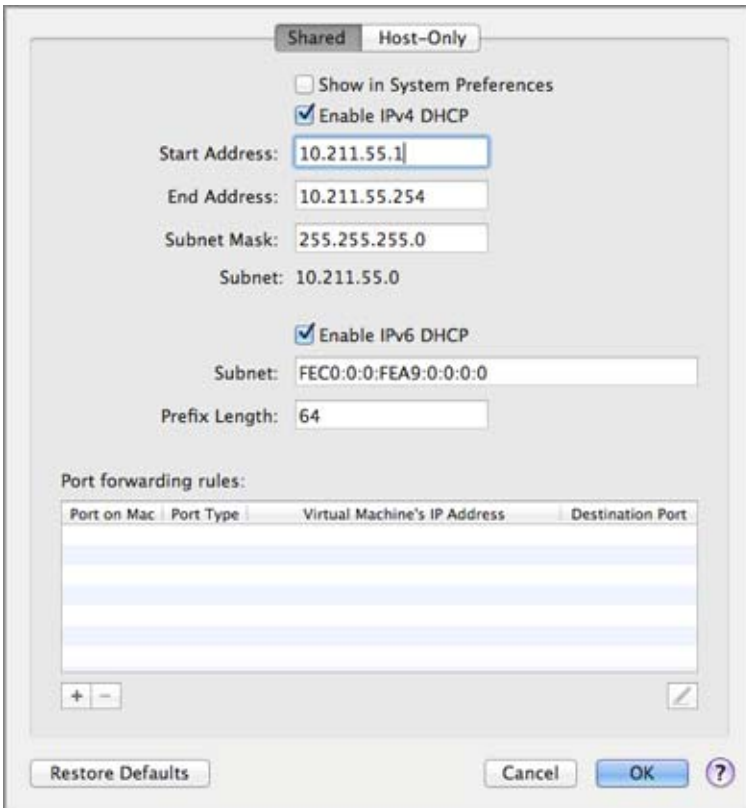 Shared Host-Only
Show in System Preferences
Enable IPv4 DHCP
Start Address: 10.211.55.1
End Address: 10.211.55.254
Subnet Mask: 255.255.255.0
Subnet: 10.211.55.0
Enable IPv6 DHCP
Subnet: FEC0:0:0:FEA9:0:0:0:0
Prefix Length: 64
Port forwarding rules:
Port on Mac Port Type Virtual Machine's IP Address Destination Port
+ −
Restore Defaults Cancel OK ?